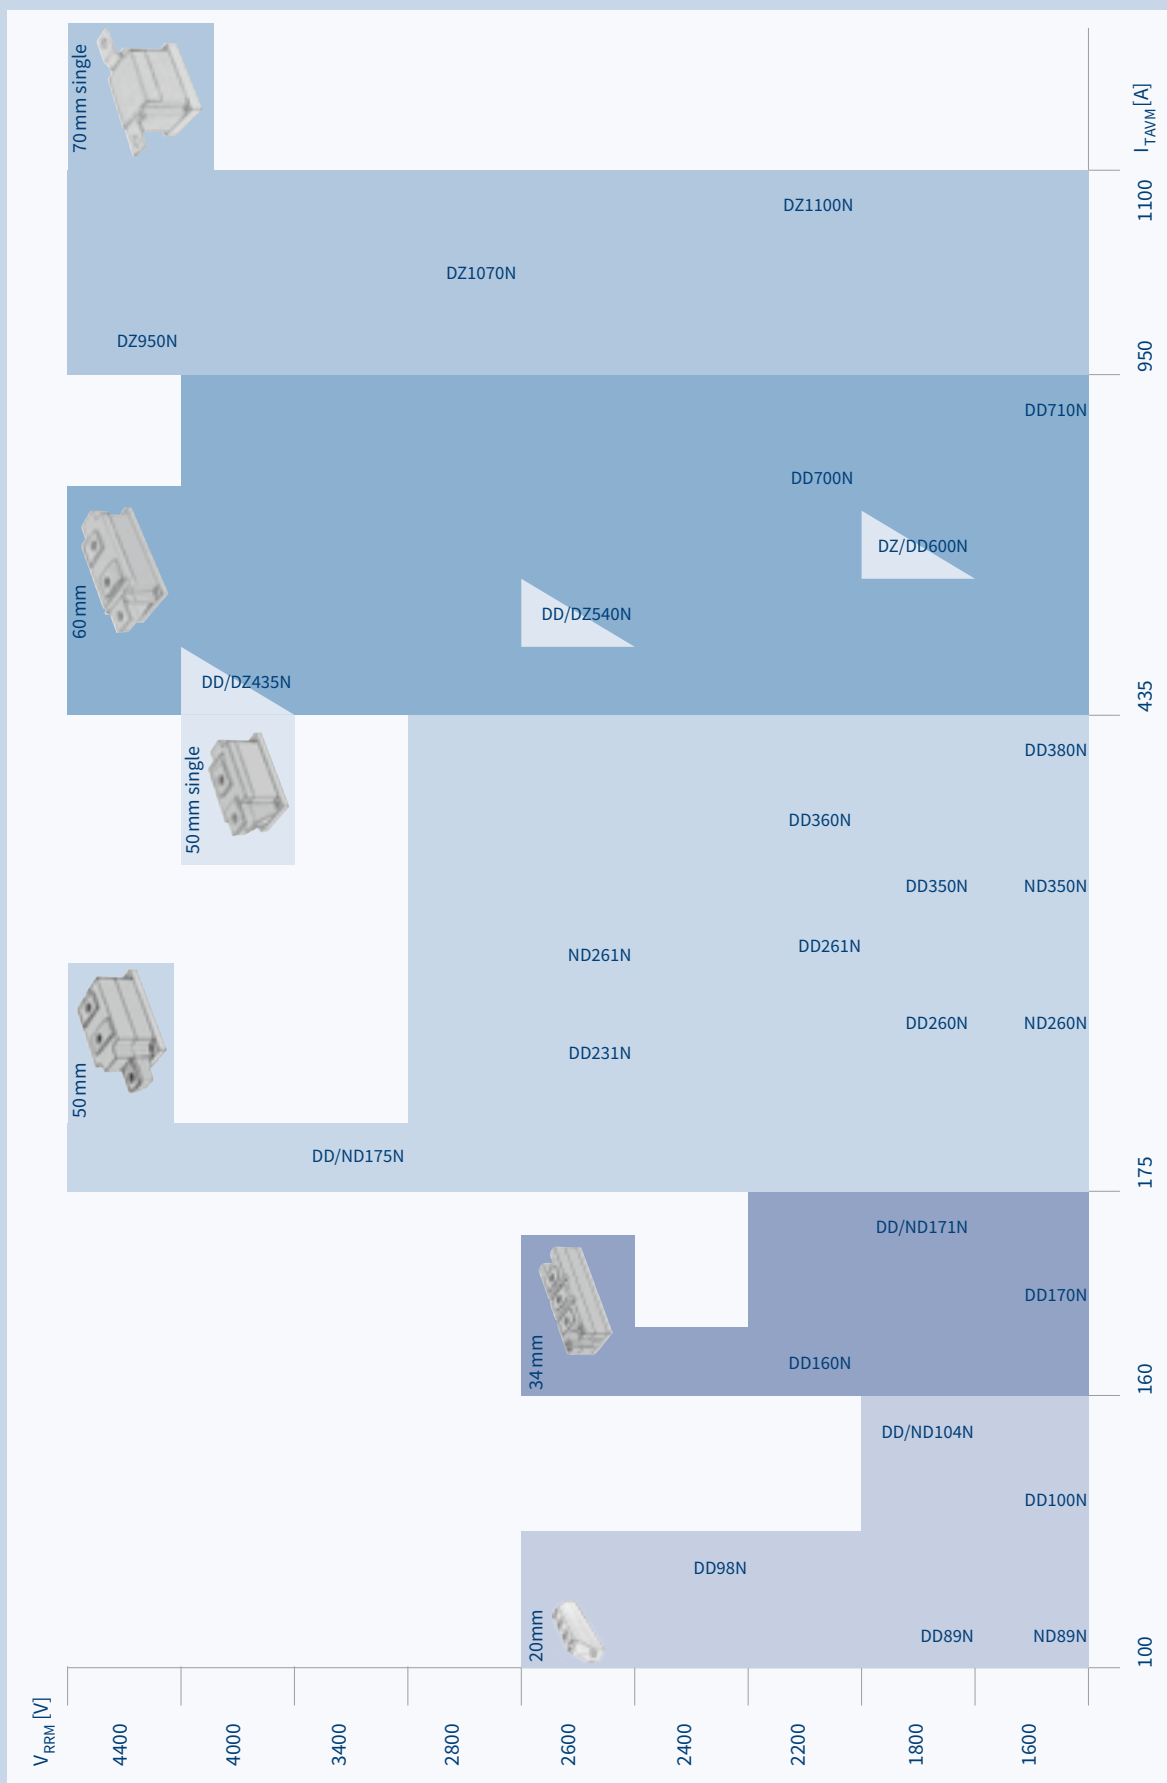 70 mm single
I_TAVM [A]
1100
DZ1100N
DZ1070N
DZ950N
950
DD710N
DD700N
DZ/DD600N
60 mm
DD/DZ540N
DD/DZ435N
435
50 mm single
DD380N
DD360N
DD350N
ND350N
DD261N
ND261N
DD260N
ND260N
50 mm
DD231N
DD/ND175N
175
DD/ND171N
DD170N
34 mm
DD160N
160
DD/ND104N
DD100N
DD98N
20mm
DD89N
ND89N
100
V_RRM [V]
4400
4000
3400
2800
2600
2400
2200
1800
1600